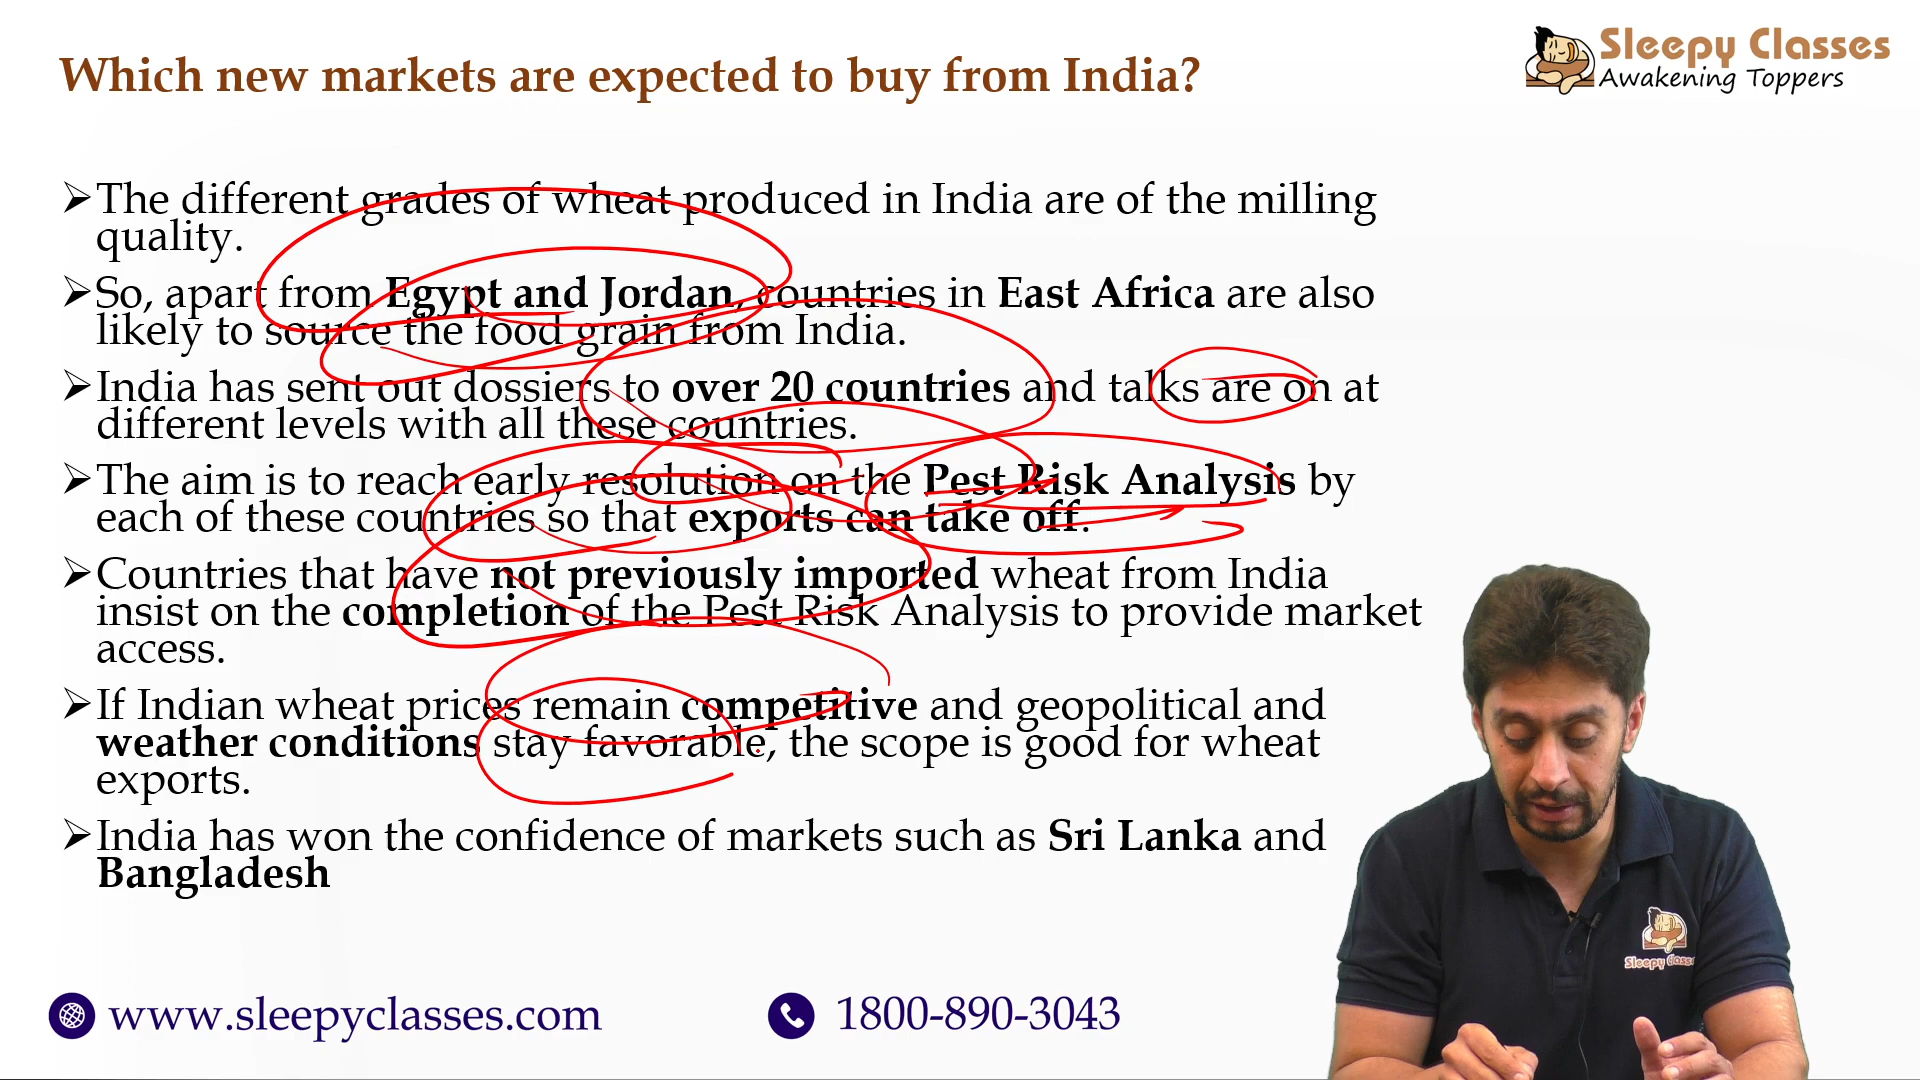 Which new markets are expected to buy from India?
Sleepy Classes
Awakening Toppers
➢The different grades of wheat produced in India are of the milling
quality.
➢So, apart from Egypt and Jordan, countries in East Africa are also
likely to source the food grain from India.
➢India has sent out dossiers to over 20 countries and talks are on at
different levels with all these countries.
➢The aim is to reach early resolution on the Pest Risk Analysis by
each of these countries so that exports can take off.
➢Countries that have not previously imported wheat from India
insist on the completion of the Pest Risk Analysis to provide market
access.
➢If Indian wheat prices remain competitive and geopolitical and
weather conditions stay favorable, the scope is good for wheat
exports.
➢India has won the confidence of markets such as Sri Lanka and
Bangladesh
Sleepy Classes
www.sleepyclasses.com
1800-890-3043